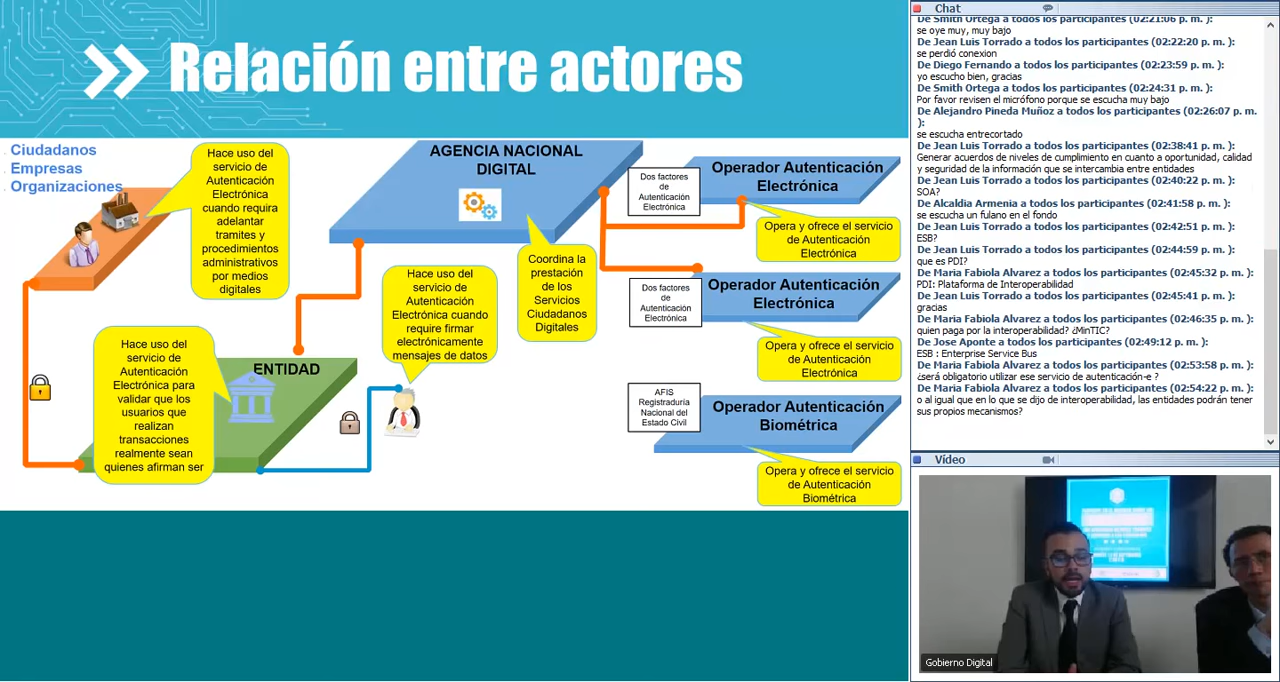 Relación entre actores
Ciudadanos
Empresas
Organizaciones
Hace uso del
servicio de
Autenticación
Electrónica
cuando requira
adelantar
tramites y
procedimientos
administrativos
por medios
digitales
AGENCIA NACIONAL
DIGITAL
Coordina la
prestación
de los
Servicios
Ciudadanos
Digitales
Dos factores
de
Autenticación
Electrónica
Operador Autenticación
Electrónica
Opera y ofrece el servicio
de Autenticación
Electrónica
Dos factores
de
Autenticación
Electrónica
Operador Autenticación
Electrónica
Opera y ofrece el servicio
de Autenticación
Electrónica
AFIS
Registraduría
Nacional del
Estado Civil
Operador Autenticación
Biométrica
Opera y ofrece el servicio
de Autenticación
Biométrica
Hace uso del
servicio de
Autenticación
Electrónica cuando
require firmar
electrónicamente
mensajes de datos
ENTIDAD
Hace uso del
servicio de
Autenticación
Electrónica para
validar que los
usuarios que
realizan
transacciones
realmente sean
quienes afirman ser
Chat
De Smith Ortega a todos los participantes (02:21:06 p. m. ):
se oye muy, muy bajo
De Jean Luis Torrado a todos los participantes (02:22:20 p. m. ):
se perdió conexion
De Diego Fernando a todos los participantes (02:23:59 p. m. ):
yo escucho bien, gracias
De Smith Ortega a todos los participantes (02:24:31 p. m. ):
Por favor revisen el micrófono porque se escucha muy bajo
De Alejandro Pineda Muñoz a todos los participantes (02:26:07 p. m.
):
se escucha entrecortado
De Jean Luis Torrado a todos los participantes (02:38:41 p. m. ):
Generar acuerdos de niveles de cumplimiento en cuanto a oportunidad, calidad
y seguridad de la información que se intercambia entre entidades
De Jean Luis Torrado a todos los participantes (02:40:22 p. m. ):
SOA?
De Alcaldia Armenia a todos los participantes (02:41:58 p. m. ):
se escucha un fulano en el fondo
De Jean Luis Torrado a todos los participantes (02:42:51 p. m. ):
ESB?
De Jean Luis Torrado a todos los participantes (02:44:59 p. m. ):
que es PDI?
De Maria Fabiola Alvarez a todos los participantes (02:45:32 p. m. ):
PDI: Plataforma de Interoperabilidad
De Jean Luis Torrado a todos los participantes (02:45:41 p. m. ):
gracias
De Maria Fabiola Alvarez a todos los participantes (02:46:35 p. m. ):
quien paga por la interoperabilidad? ¿MinTIC?
De Jose Aponte a todos los participantes (02:49:12 p. m. ):
ESB : Enterprise Service Bus
De Maria Fabiola Alvarez a todos los participantes (02:53:58 p. m. ):
¿será obligatorio utilizar ese servicio de autenticación-e ?
De Maria Fabiola Alvarez a todos los participantes (02:54:22 p. m. ):
o al igual que en lo que se dijo de interoperabilidad, las entidades podrán tener
sus propios mecanismos?
Vídeo
Gobierno Digital